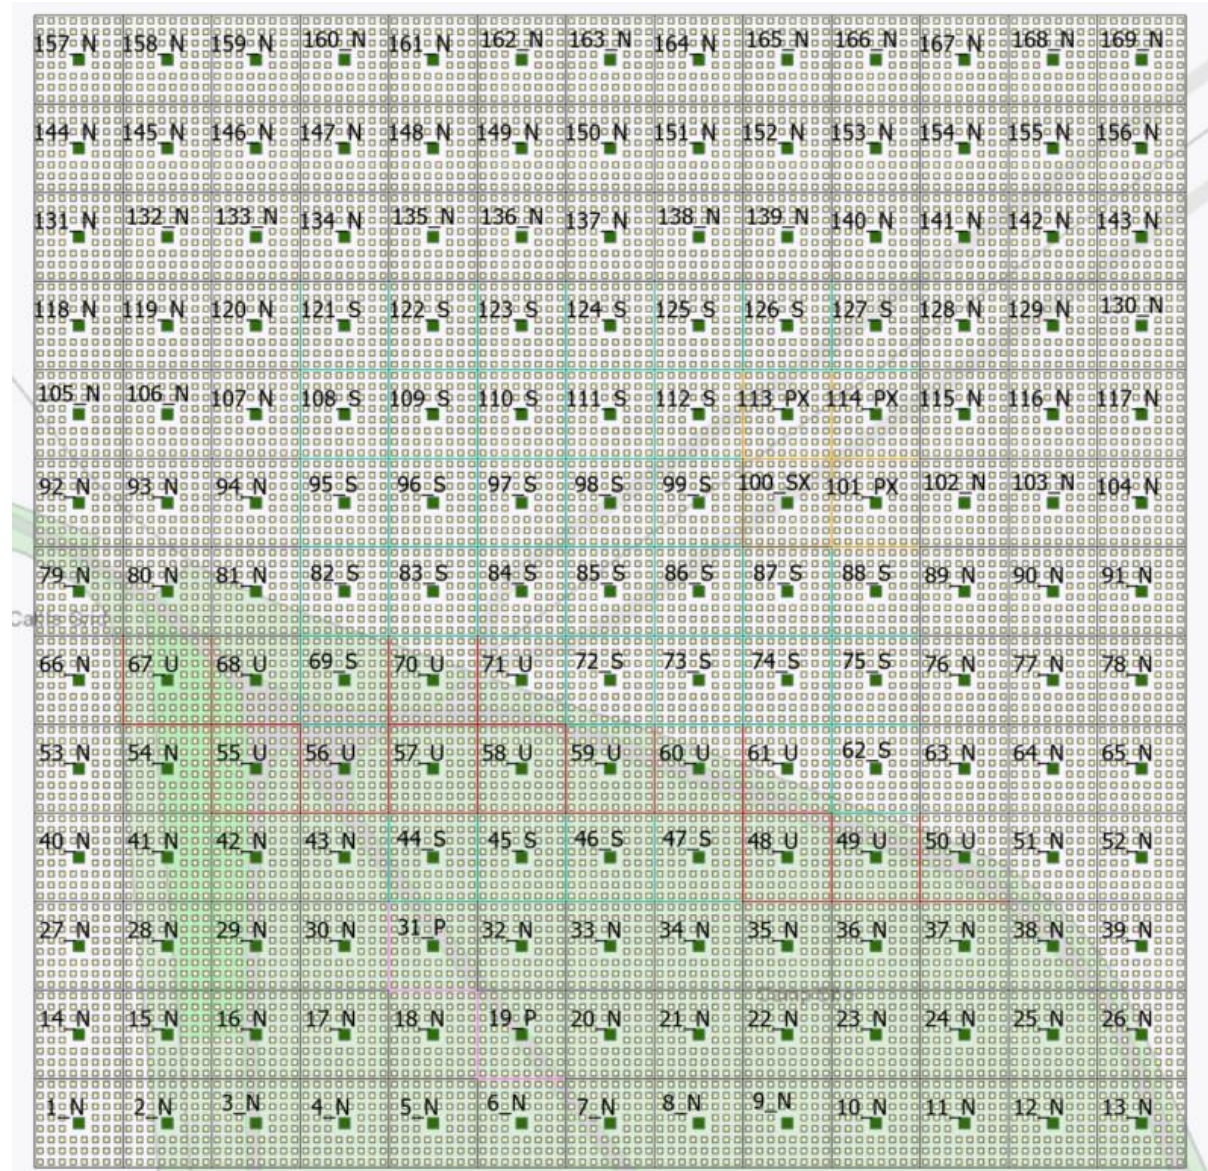 157_N 158_N 159_N 160_N 161_N 162_N 163_N 164_N 165_N 166_N 167_N 168_N 169_N
144_N 145_N 146_N 147_N 148_N 149_N 150_N 151_N 152_N 153_N 154_N 155_N 156_N
131_N 132_N 133_N 134_N 135_N 136_N 137_N 138_N 139_N 140_N 141_N 142_N 143_N
118_N 119_N 120_N 121_S 122_S 123_S 124_S 125_S 126_S 127_S 128_N 129_N 130_N
105_N 106_N 107_N 108_S 109_S 110_S 111_S 112_S 113_PX 114_PX 115_N 116_N 117_N
92_N 93_N 94_N 95_S 96_S 97_S 98_S 99_S 100_SX 101_PX 102_N 103_N 104_N
79_N 80_N 81_N 82_S 83_S 84_S 85_S 86_S 87_S 88_S 89_N 90_N 91_N
66_N 67_U 68_U 69_S 70_U 71_U 72_S 73_S 74_S 75_S 76_N 77_N 78_N
53_N 54_N 55_U 56_U 57_U 58_U 59_U 60_U 61_U 62_S 63_N 64_N 65_N
40_N 41_N 42_N 43_N 44_S 45_S 46_S 47_S 48_U 49_U 50_U 51_N 52_N
27_N 28_N 29_N 30_N 31_P 32_N 33_N 34_N 35_N 36_N 37_N 38_N 39_N
14_N 15_N 16_N 17_N 18_N 19_P 20_N 21_N 22_N 23_N 24_N 25_N 26_N
1_N 2_N 3_N 4_N 5_N 6_N 7_N 8_N 9_N 10_N 11_N 12_N 13_N